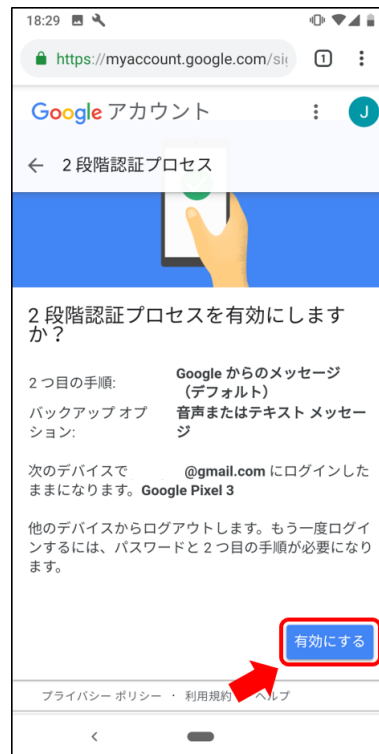 18:29
https://myaccount.google.com/sig
1
Google アカウント
J
2 段階認証プロセス
2 段階認証プロセスを有効にします
か？
2 つ目の手順:
Google からのメッセージ
（デフォルト）
バックアップ オプ
ション:
音声またはテキスト メッセー
ジ
次のデバイスで @gmail.com にログインした
ままになります。Google Pixel 3
他のデバイスからログアウトします。もう一度ログイ
ンするには、パスワードと 2 つ目の手順が必要になり
ます。
有効にする
プライバシー ポリシー · 利用規約 ヘルプ